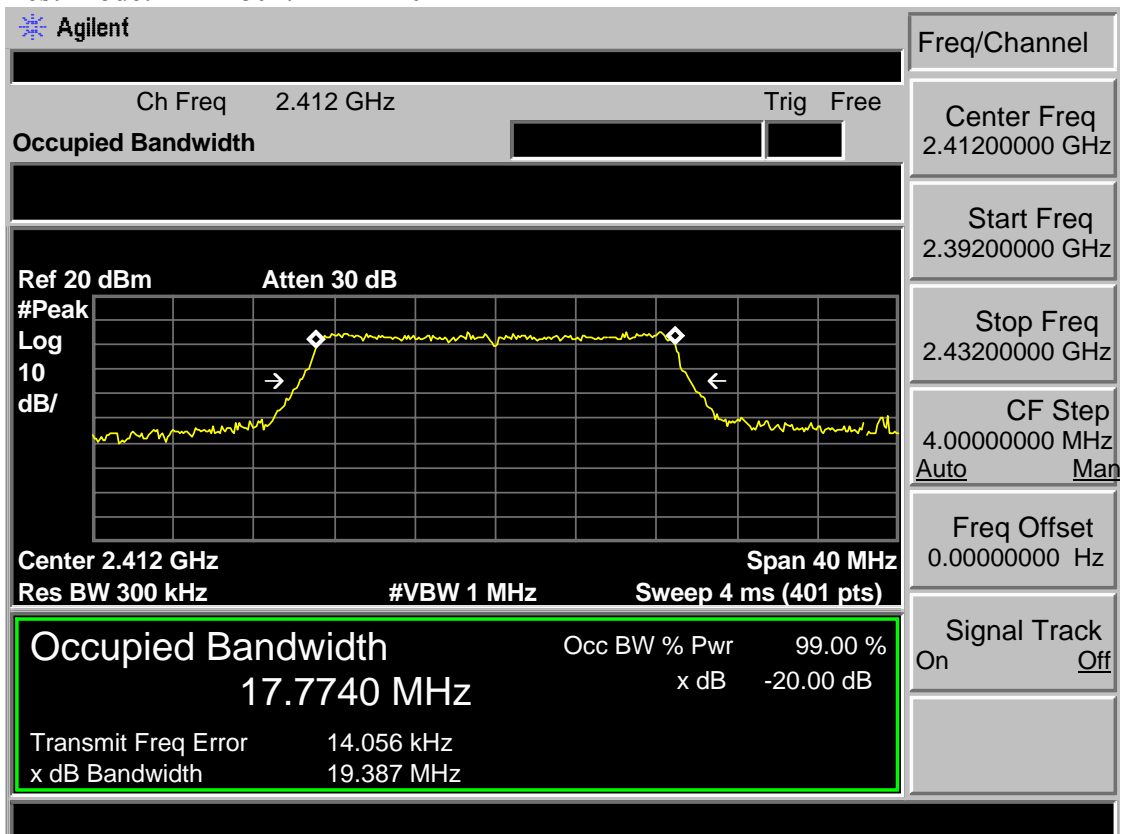 Agilent
Freq/Channel
Ch Freq 2.412 GHz Trig Free
Occupied Bandwidth
Center Freq
2.41200000 GHz
Start Freq
2.39200000 GHz
Stop Freq
2.43200000 GHz
CF Step
4.00000000 MHz
Auto Man
Freq Offset
0.00000000 Hz
Signal Track
On Off
Ref 20 dBm Atten 30 dB
#Peak
Log
10
dB/
Center 2.412 GHz Span 40 MHz
Res BW 300 kHz #VBW 1 MHz Sweep 4 ms (401 pts)
Occupied Bandwidth Occ BW % Pwr 99.00 %
17.7740 MHz x dB -20.00 dB
Transmit Freq Error 14.056 kHz
x dB Bandwidth 19.387 MHz